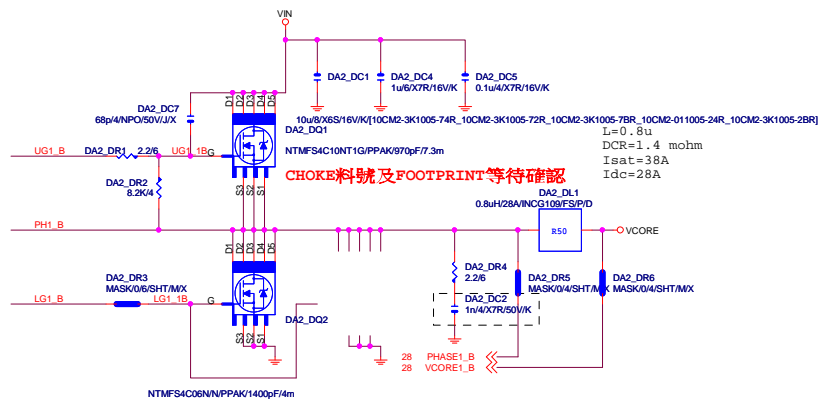 VIN
DA2_DC1
DA2_DC4
1u/6/X7R/16V/K
DA2_DC5
0.1u/4/X7R/16V/K
DA2_DC7
68p/4/NPO/50V/J/X
D1
D2
D3
D4
D5
10u/8/X6S/16V/K/[10CM2-3K1005-74R_10CM2-3K1005-72R_10CM2-3K1005-7BR_10CM2-011005-24R_10CM2-3K1005-2BR]
DA2_DQ1
L=0.8u
DCR=1.4 mohm
Isat=38A
Idc=28A
UG1_B
DA2_DR1
2.2/6
UG1_1B
G
NTMFS4C10NT1G/PPAK/970pF/7.3m
CHOKE料號及FOOTPRINT等待確認
DA2_DR2
8.2K/4
S3
S2
S1
DA2_DL1
0.8uH/28A/INCG109/FS/P/D
PH1_B
R50
VCORE
D1
D2
D3
D4
D5
DA2_DR4
2.2/6
DA2_DR5
MASK/0/4/SHT/M/X
DA2_DR6
MASK/0/4/SHT/M/X
DA2_DR3
MASK/0/6/SHT/M/X
LG1_B
LG1_1B
G
DA2_DC2
1n/4/X7R/50V/K
DA2_DQ2
S3
S2
S1
28 PHASE1_B
28 VCORE1_B
NTMFS4C06N/N/PPAK/1400pF/4m